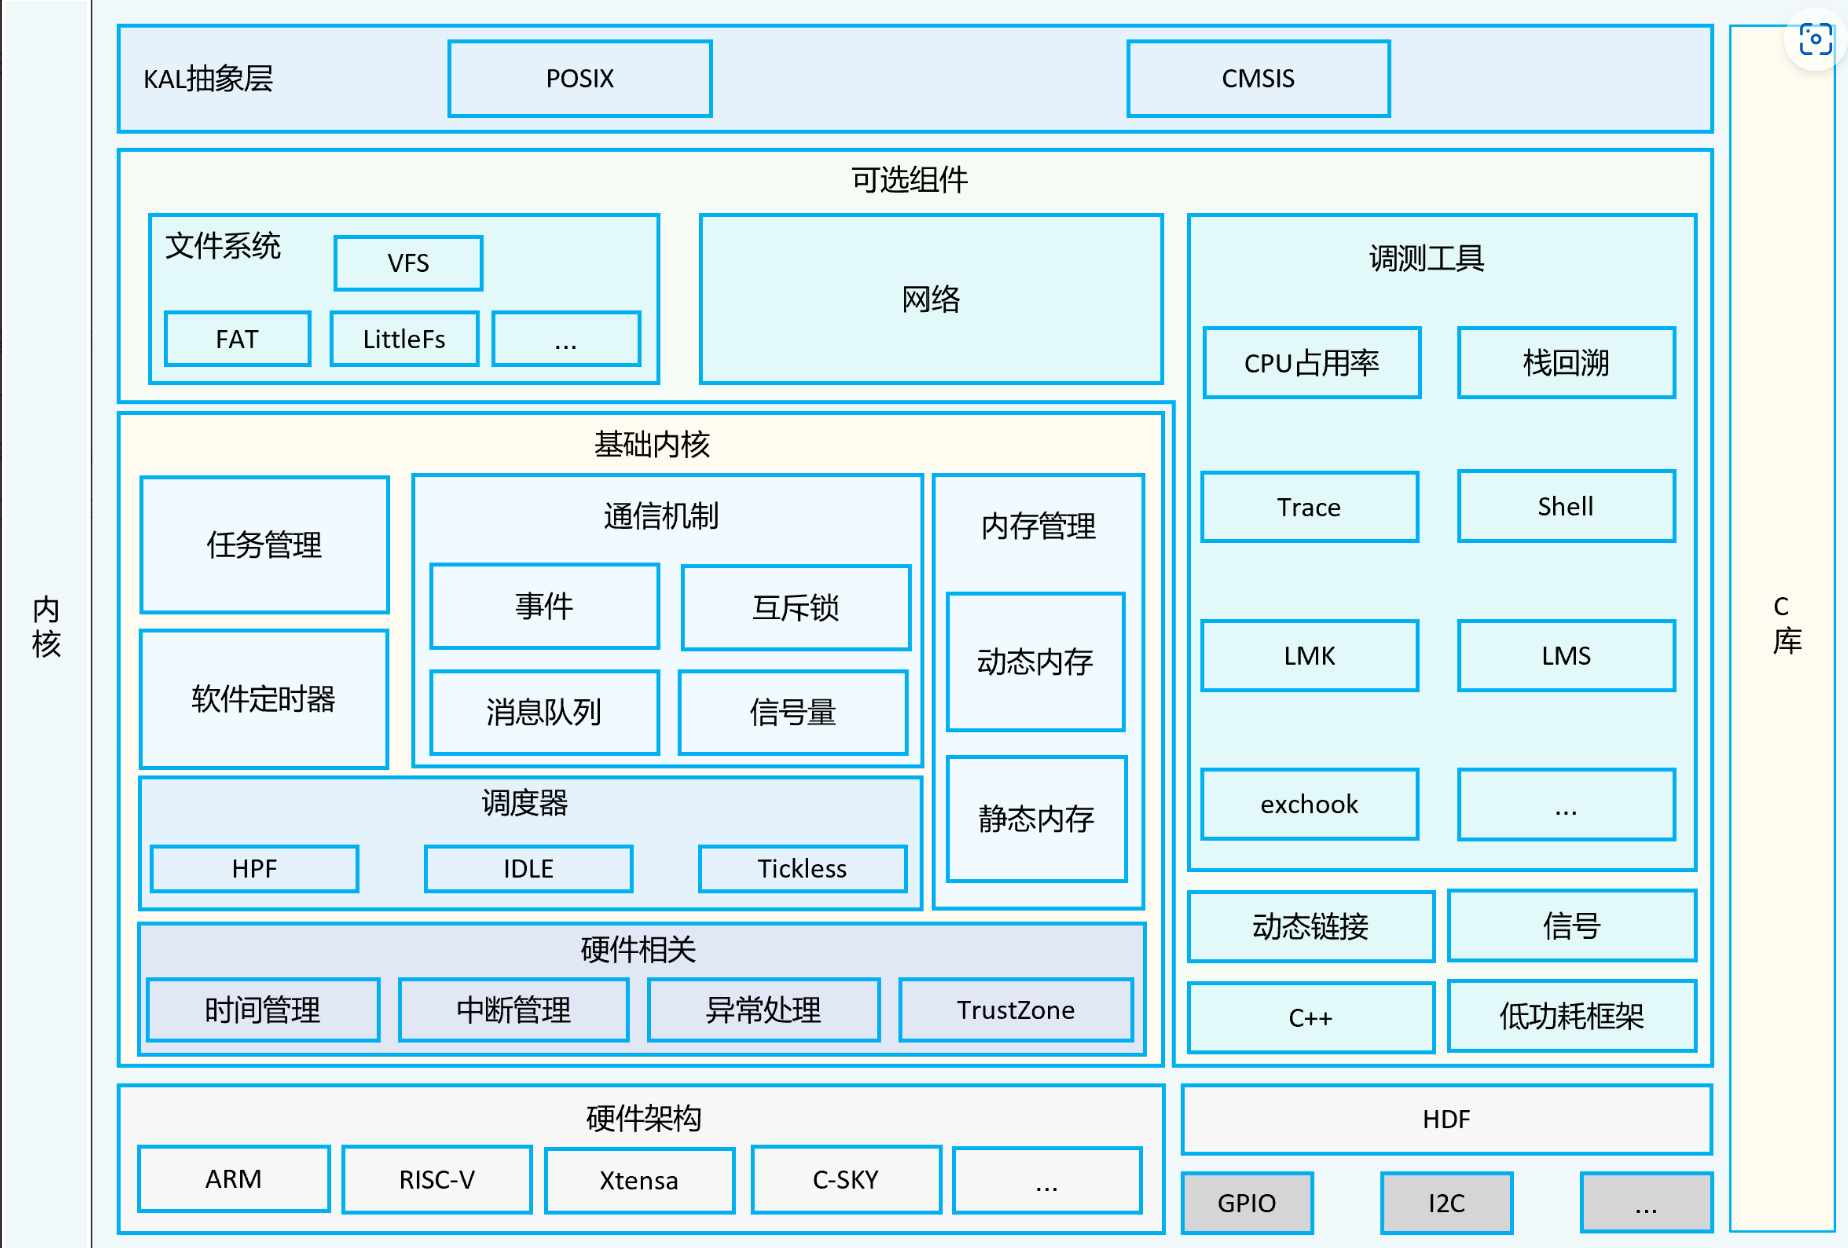 KAL抽象层
POSIX
CMSIS
可选组件
文件系统
VFS
FAT
LittleFs
...
网络
调测工具
CPU占用率
栈回溯
Trace
Shell
LMK
LMS
exchook
...
动态链接
信号
C++
低功耗框架
基础内核
任务管理
软件定时器
通信机制
事件
互斥锁
消息队列
信号量
内存管理
动态内存
静态内存
调度器
HPF
IDLE
Tickless
硬件相关
时间管理
中断管理
异常处理
TrustZone
硬件架构
ARM
RISC-V
Xtensa
C-SKY
...
HDF
GPIO
I2C
...
内
核
C
库